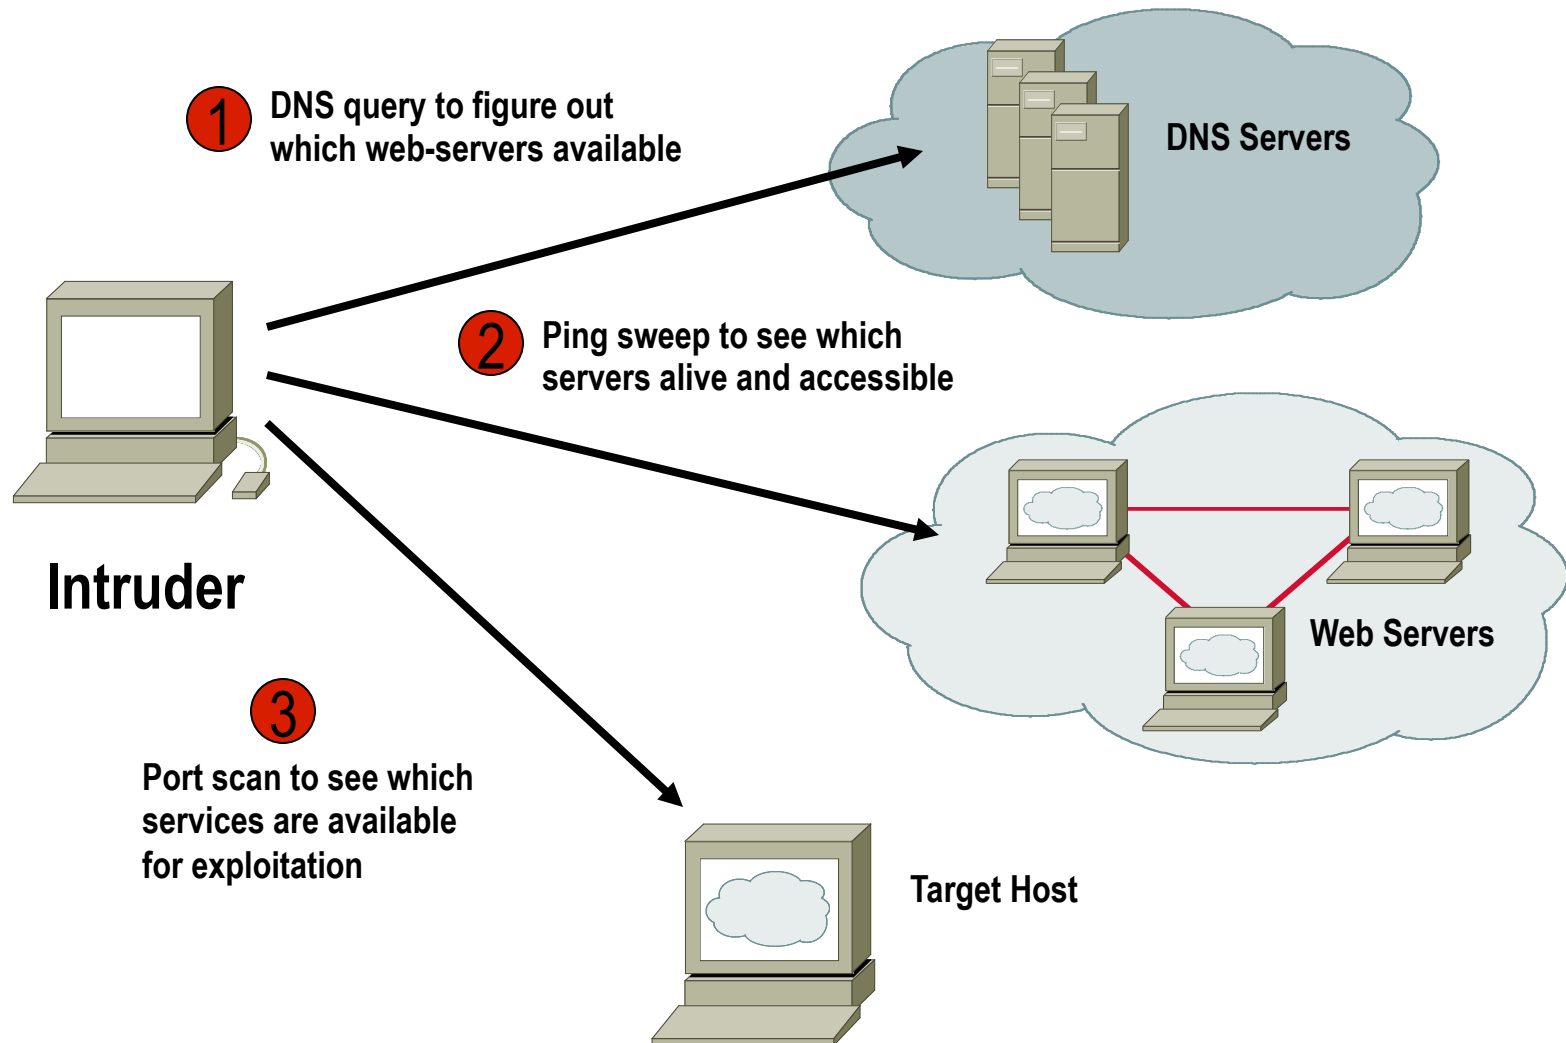 1
DNS query to figure out
which web-servers available
DNS Servers
2
Ping sweep to see which
servers alive and accessible
Intruder
Web Servers
3
Port scan to see which
services are available
for exploitation
Target Host